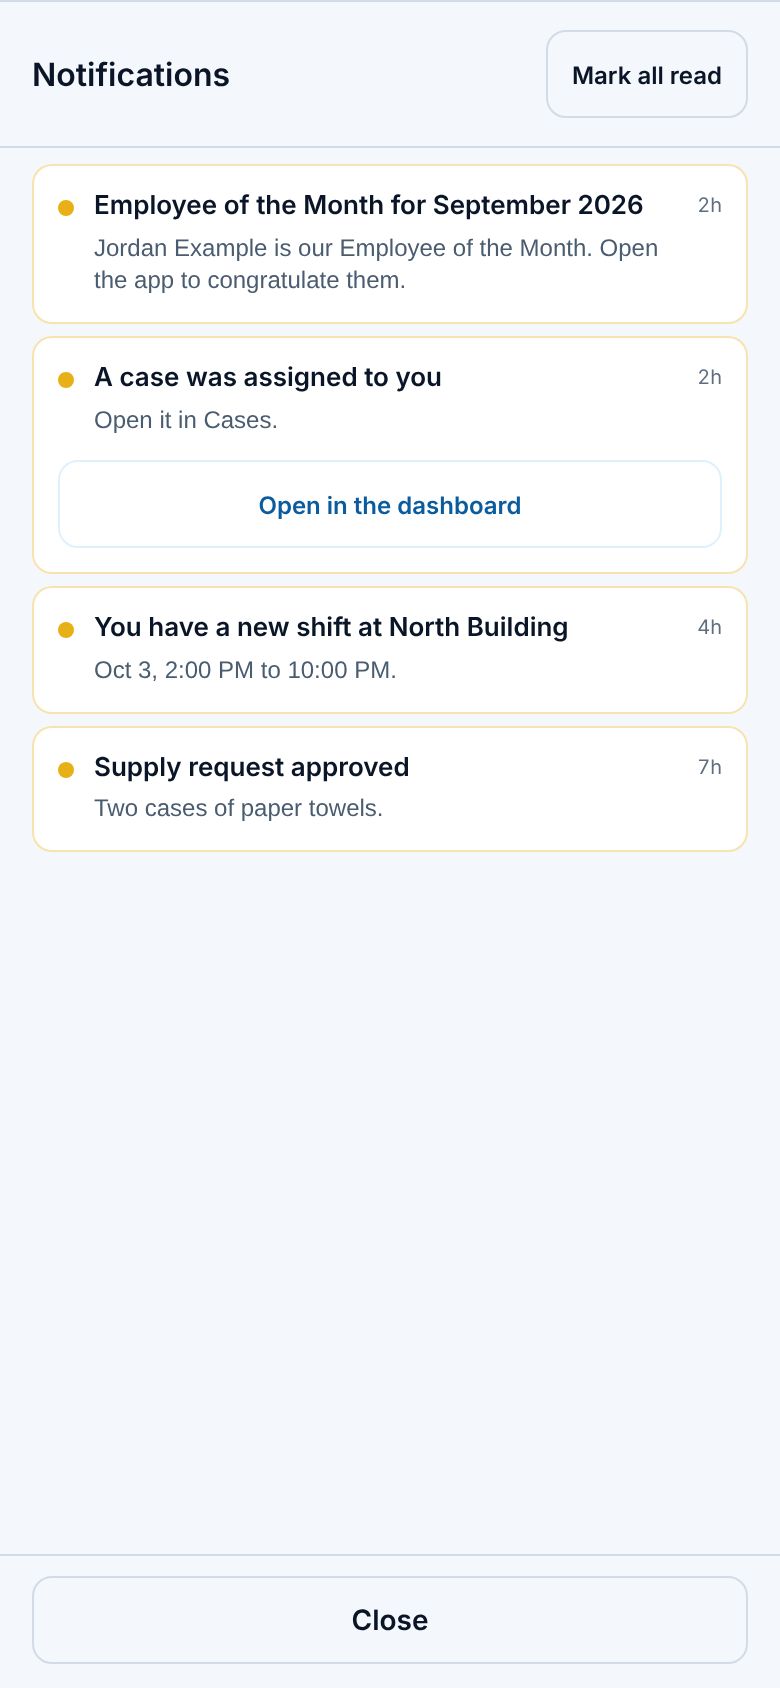 Notifications
Mark all read
Employee of the Month for September 2026
2h
Jordan Example is our Employee of the Month. Open
the app to congratulate them.
A case was assigned to you
2h
Open it in Cases.
Open in the dashboard
You have a new shift at North Building
4h
Oct 3, 2:00 PM to 10:00 PM.
Supply request approved
7h
Two cases of paper towels.
Close